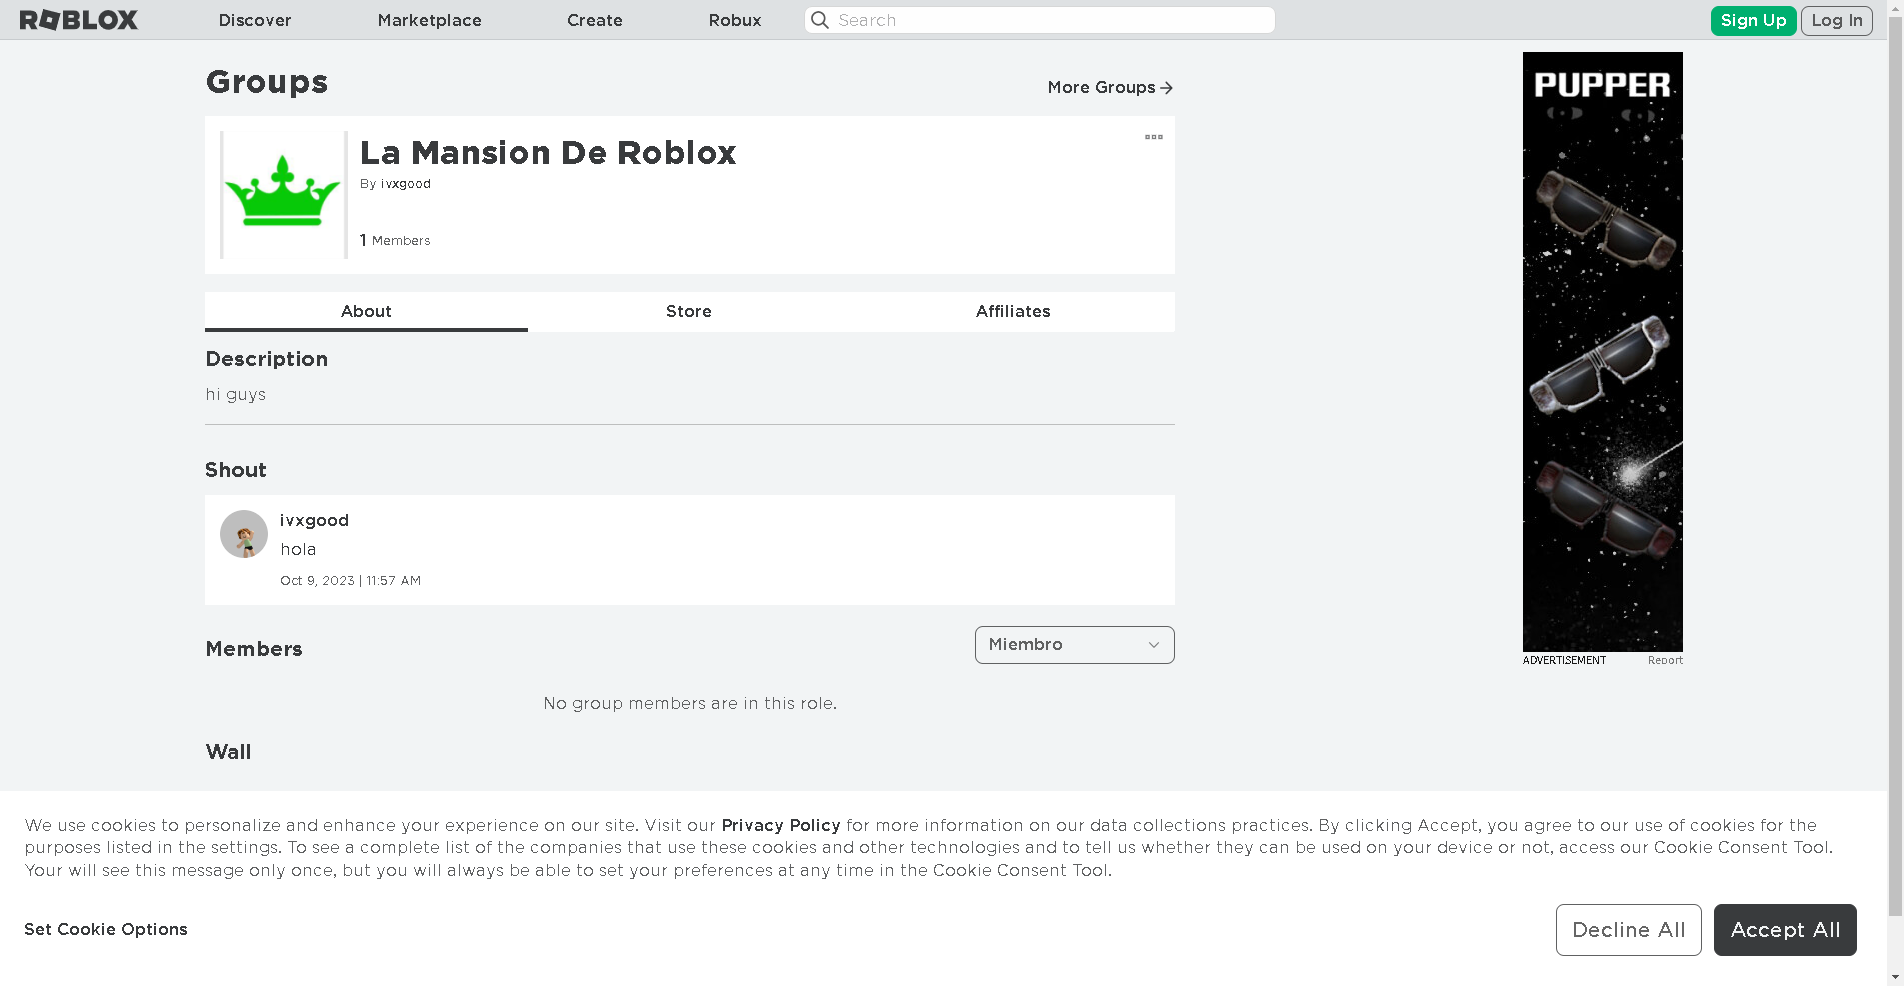 ROBLOX Discover Marketplace Create Robux Search Sign Up Log In
Groups
More Groups
La Mansion De Roblox
By ivxgood
1 Members
About Store Affiliates
Description
hi guys
Shout
ivxgood
hola
Oct 9, 2023 | 11:57 AM
Members
Miembro
No group members are in this role.
Wall
PUPPER
ADVERTISEMENT Report
We use cookies to personalize and enhance your experience on our site. Visit our Privacy Policy for more information on our data collections practices. By clicking Accept, you agree to our use of cookies for the
purposes listed in the settings. To see a complete list of the companies that use these cookies and other technologies and to tell us whether they can be used on your device or not, access our Cookie Consent Tool.
Your will see this message only once, but you will always be able to set your preferences at any time in the Cookie Consent Tool.
Set Cookie Options
Decline All
Accept All